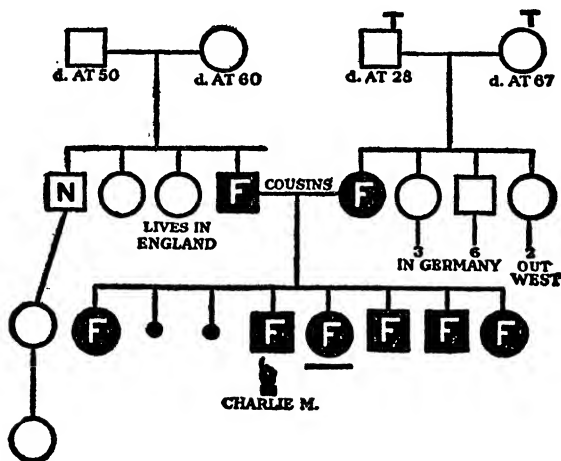 T T
d. AT 50 d. AT 60 d. AT 28 d. AT 67
N F COUSINS F
LIVES IN
ENGLAND
3 6 2
IN GERMANY OUT
WEST
F F F F F F
CHARLIE M.